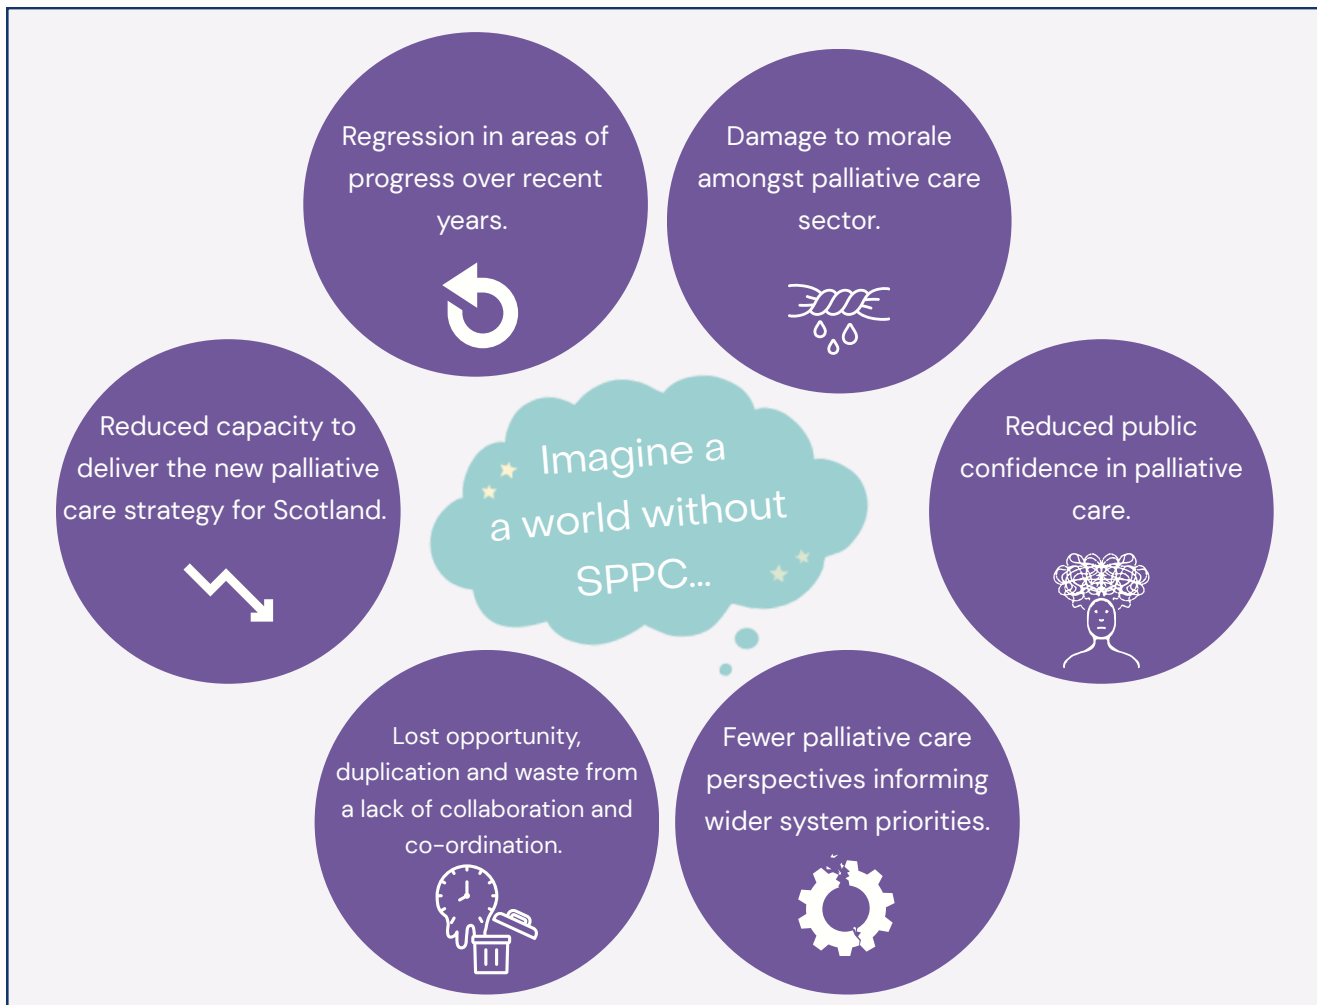 Regression in areas of
progress over recent
years.
Damage to morale
amongst palliative care
sector.
Reduced capacity to
deliver the new palliative
care strategy for Scotland.
Imagine a
a world without
SPPC...
Reduced public
confidence in palliative
care.
Lost opportunity,
duplication and waste from
a lack of collaboration and
co-ordination.
Fewer palliative care
perspectives informing
wider system priorities.